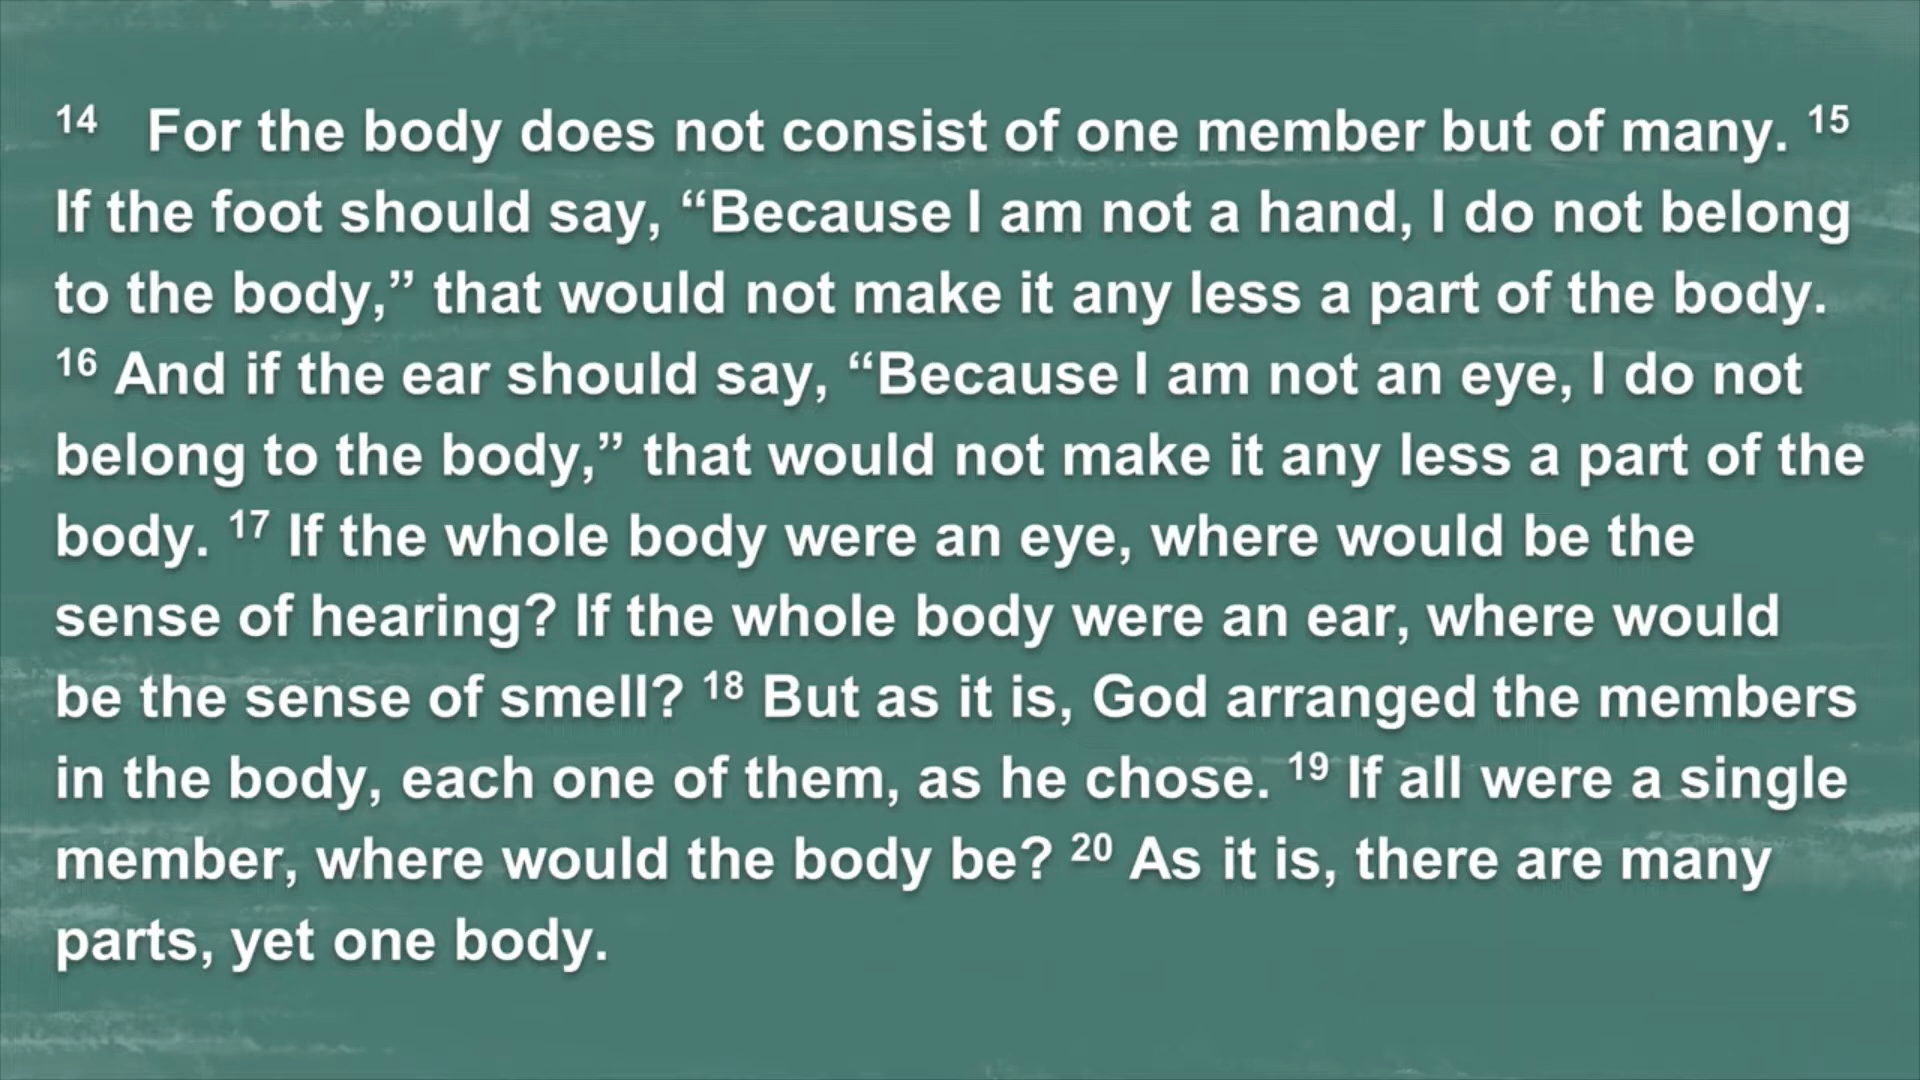 14 For the body does not consist of one member but of many. 15
If the foot should say, “Because I am not a hand, I do not belong
to the body,” that would not make it any less a part of the body.
16 And if the ear should say, “Because I am not an eye, I do not
belong to the body,” that would not make it any less a part of the
body. 17 If the whole body were an eye, where would be the
sense of hearing? If the whole body were an ear, where would
be the sense of smell? 18 But as it is, God arranged the members
in the body, each one of them, as he chose. 19 If all were a single
member, where would the body be? 20 As it is, there are many
parts, yet one body.